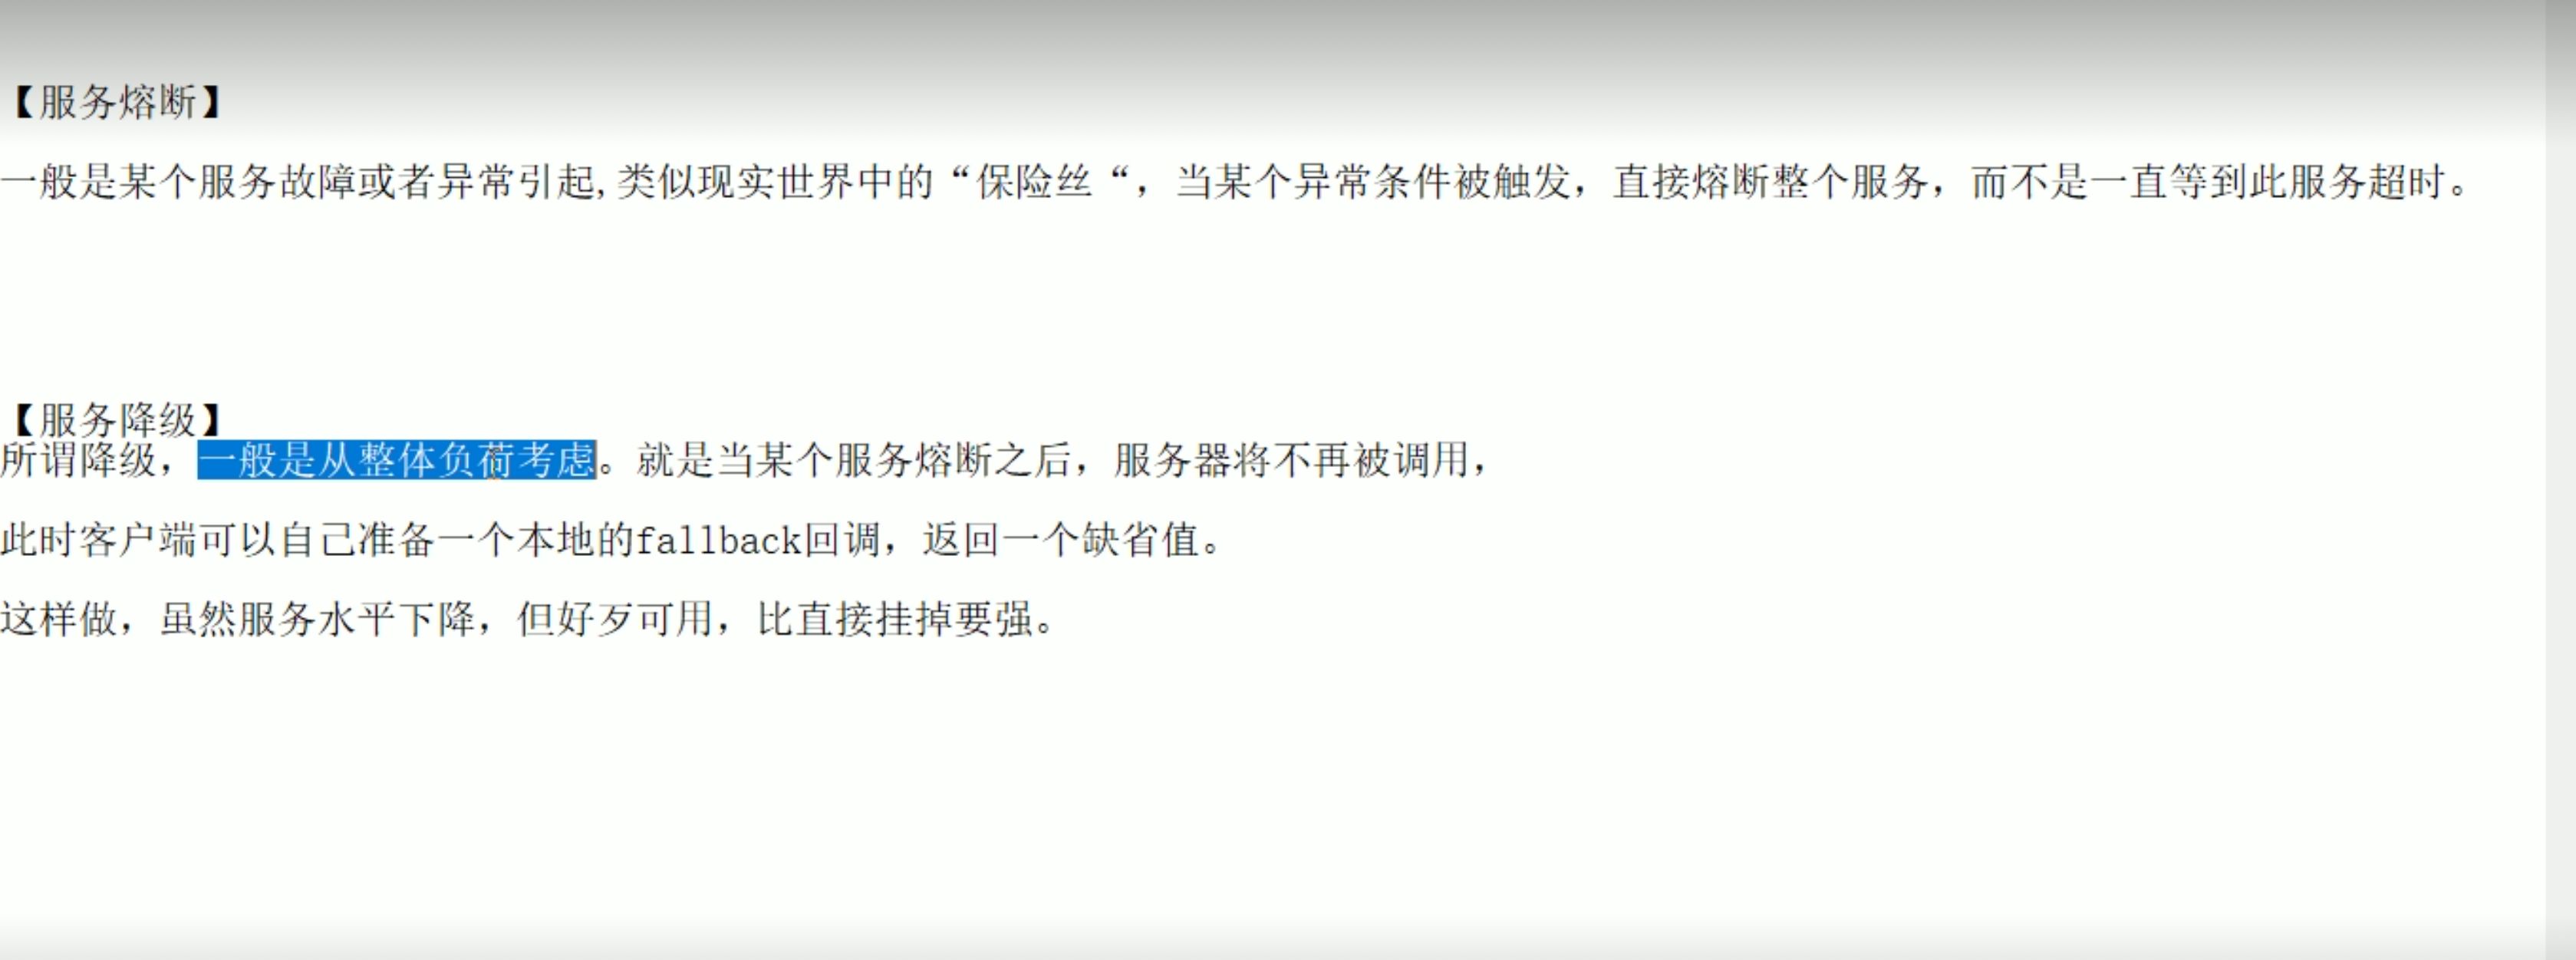 【服务熔断】
一般是某个服务故障或者异常引起,类似现实世界中的“保险丝“，当某个异常条件被触发，直接熔断整个服务，而不是一直等到此服务超时。
【服务降级】
所谓降级，一般是从整体负荷考虑。就是当某个服务熔断之后，服务器将不再被调用，
此时客户端可以自己准备一个本地的fallback回调，返回一个缺省值。
这样做，虽然服务水平下降，但好歹可用，比直接挂掉要强。